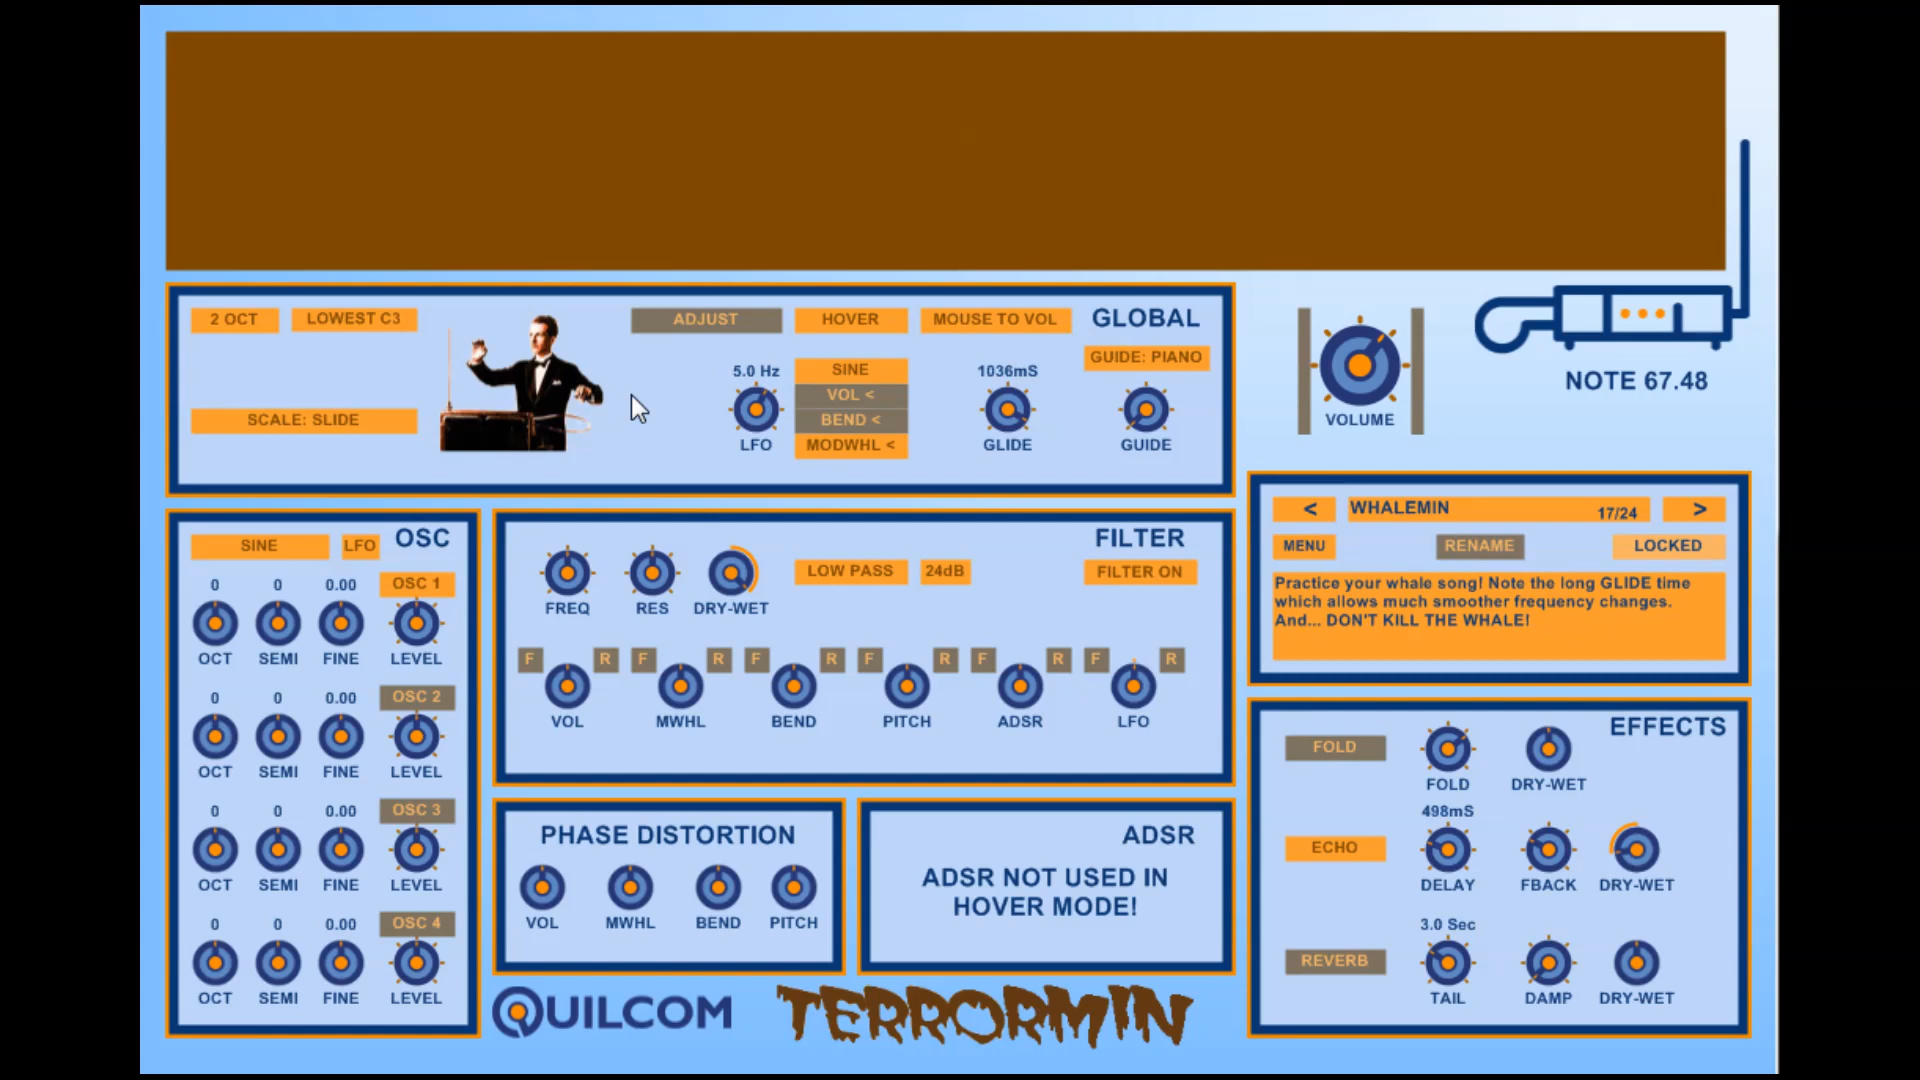 2 OCT
LOWEST C3
ADJUST
HOVER
MOUSE TO VOL
GLOBAL
GUIDE: PIANO
SCALE: SLIDE
5.0 Hz
LFO
SINE
VOL <
BEND <
MODWHL <
1036mS
GLIDE
GUIDE
VOLUME
NOTE 67.48
SINE
LFO
OSC
0 0 0.00 OSC 1
OCT SEMI FINE LEVEL
0 0 0.00 OSC 2
OCT SEMI FINE LEVEL
0 0 0.00 OSC 3
OCT SEMI FINE LEVEL
0 0 0.00 OSC 4
OCT SEMI FINE LEVEL
FILTER
FREQ RES DRY-WET
LOW PASS
24dB
FILTER ON
F R F R F R F R F R F R
VOL MWHL BEND PITCH ADSR LFO
PHASE DISTORTION
VOL MWHL BEND PITCH
ADSR
ADSR NOT USED IN
HOVER MODE!
QUILCOM
TERRORMIN
< WHALEMIN 17/24 >
MENU RENAME LOCKED
Practice your whale song! Note the long GLIDE time
which allows much smoother frequency changes.
And... DON'T KILL THE WHALE!
EFFECTS
FOLD
FOLD DRY-WET
498mS
ECHO
DELAY FBACK DRY-WET
3.0 Sec
REVERB
TAIL DAMP DRY-WET